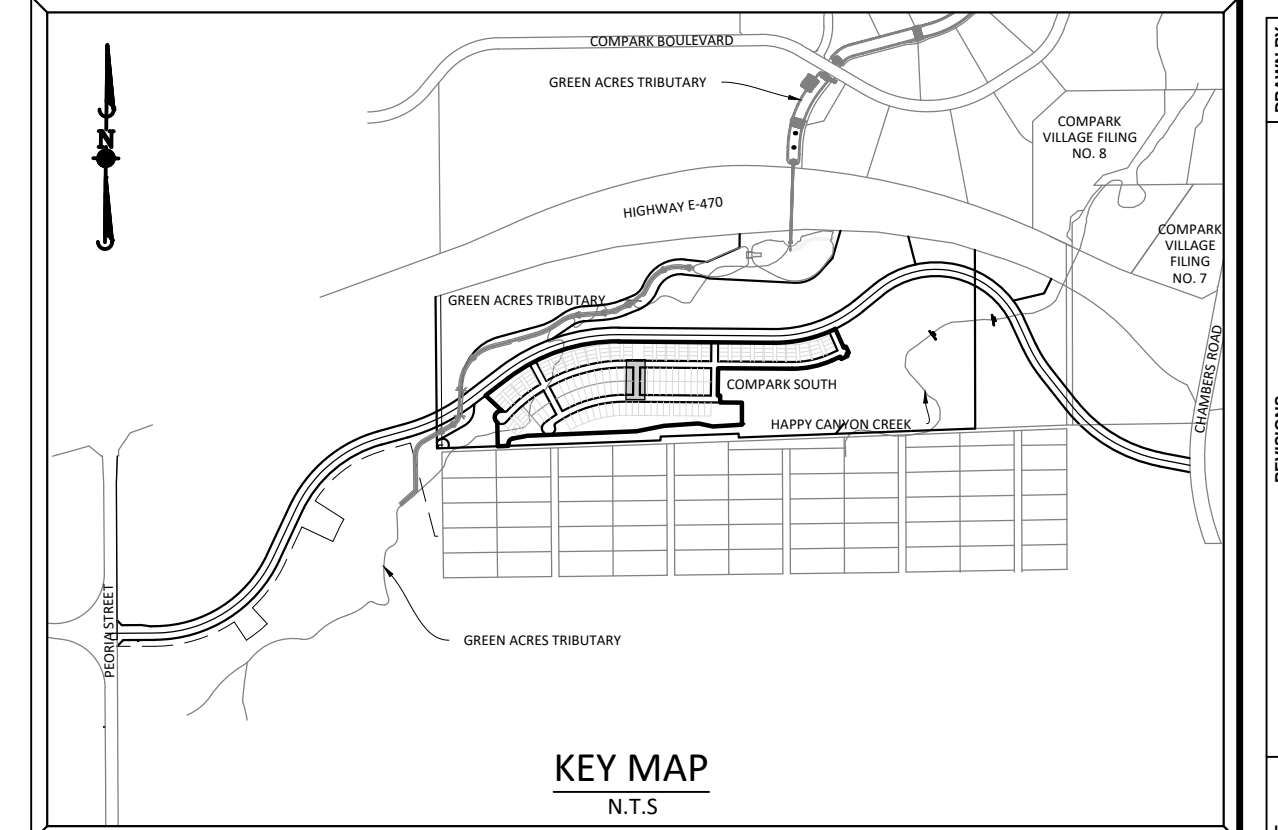 COMPARK BOULEVARD
GREEN ACRES TRIBUTARY
COMPARK
VILLAGE FILING
NO. 8
N
HIGHWAY E-470
COMPARK
VILLAGE
FILING
NO. 7
GREEN ACRES TRIBUTARY
CHAMBERS ROAD
COMPARK SOUTH
HAPPY CANYON CREEK
PEORIA STREET
GREEN ACRES TRIBUTARY
KEY MAP
N.T.S